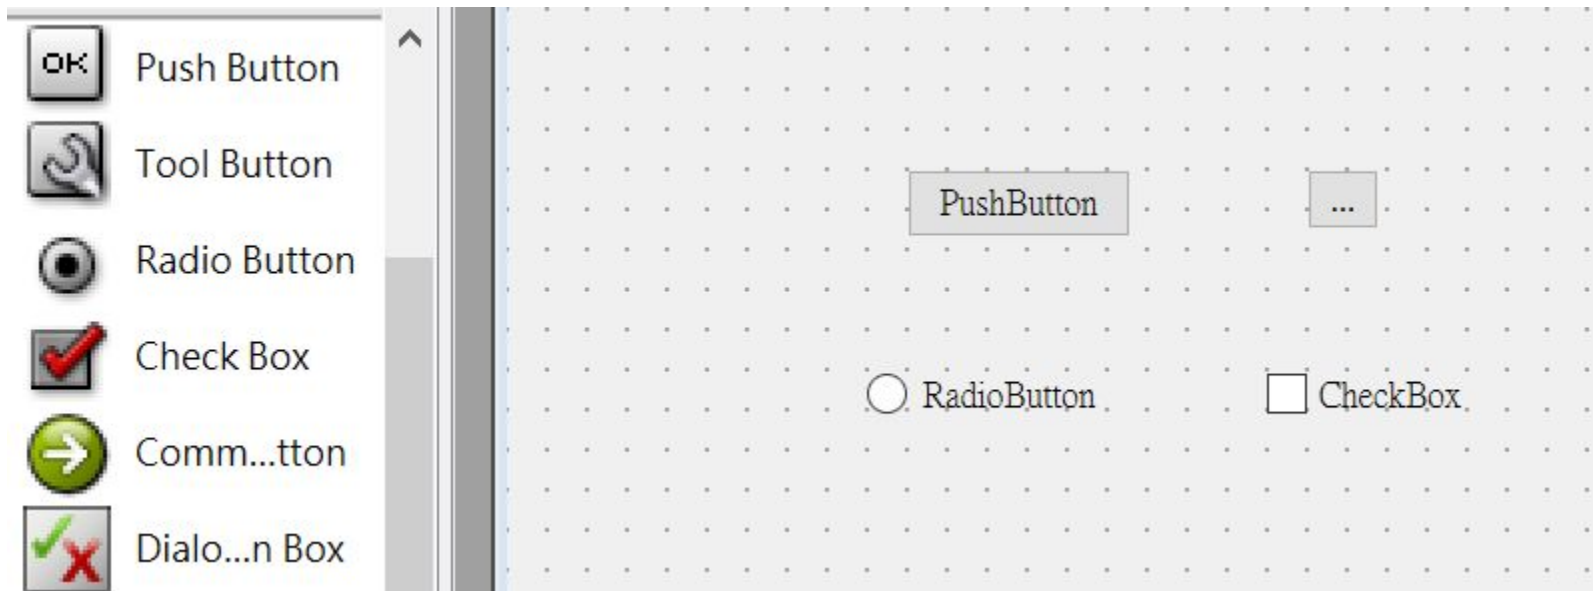 OK
Push Button
Tool Button
Radio Button
Check Box
Comm...tton
Dialo...n Box
PushButton
...
RadioButton
CheckBox